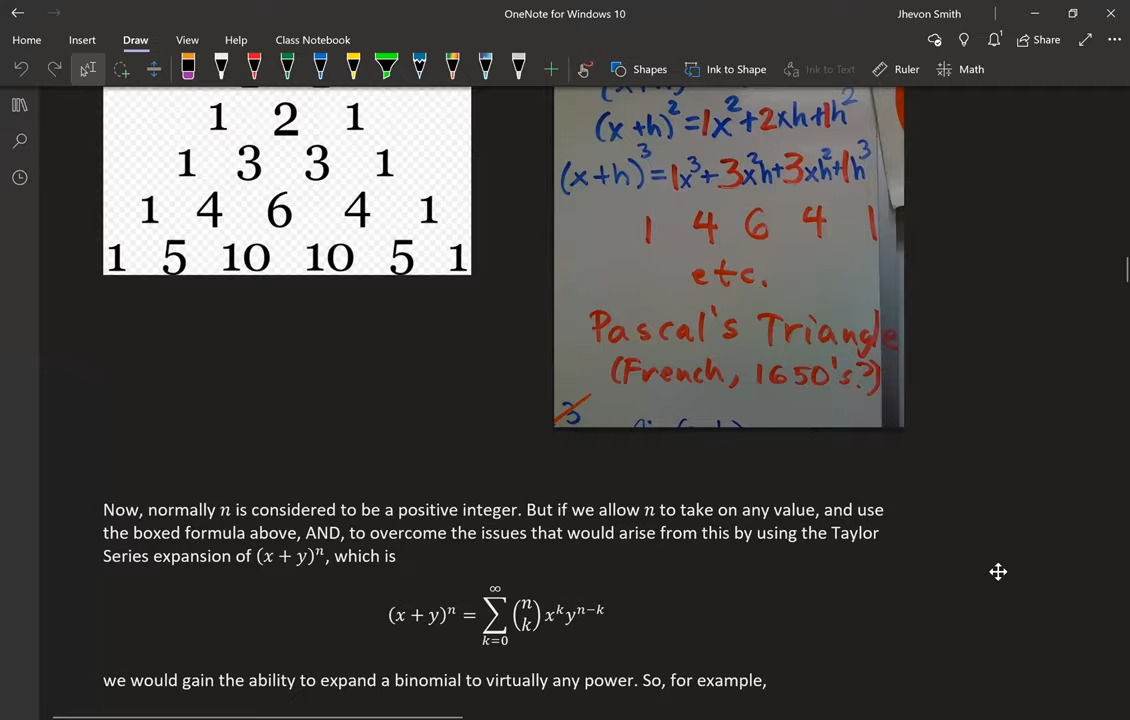 OneNote for Windows 10
Jhevon Smith
Home Insert Draw View Help Class Notebook
Share
Shapes Ink to Shape Ink to Text Ruler Math
1 2 1
1 3 3 1
1 4 6 4 1
1 5 10 10 5 1
(x+h)² = 1x² + 2xh + 1h²
(x+h)³ = 1x³ + 3x²h + 3xh² + 1h³
1 4 6 4 1
etc.
Pascal's Triangle
(French, 1650's?)
3
Now, normally n is considered to be a positive integer. But if we allow n to take on any value, and use
the boxed formula above, AND, to overcome the issues that would arise from this by using the Taylor
Series expansion of (x + y)ⁿ, which is
(x + y)ⁿ = ∑_{k=0}^{∞} (n k) x^k y^{n−k}
we would gain the ability to expand a binomial to virtually any power. So, for example,